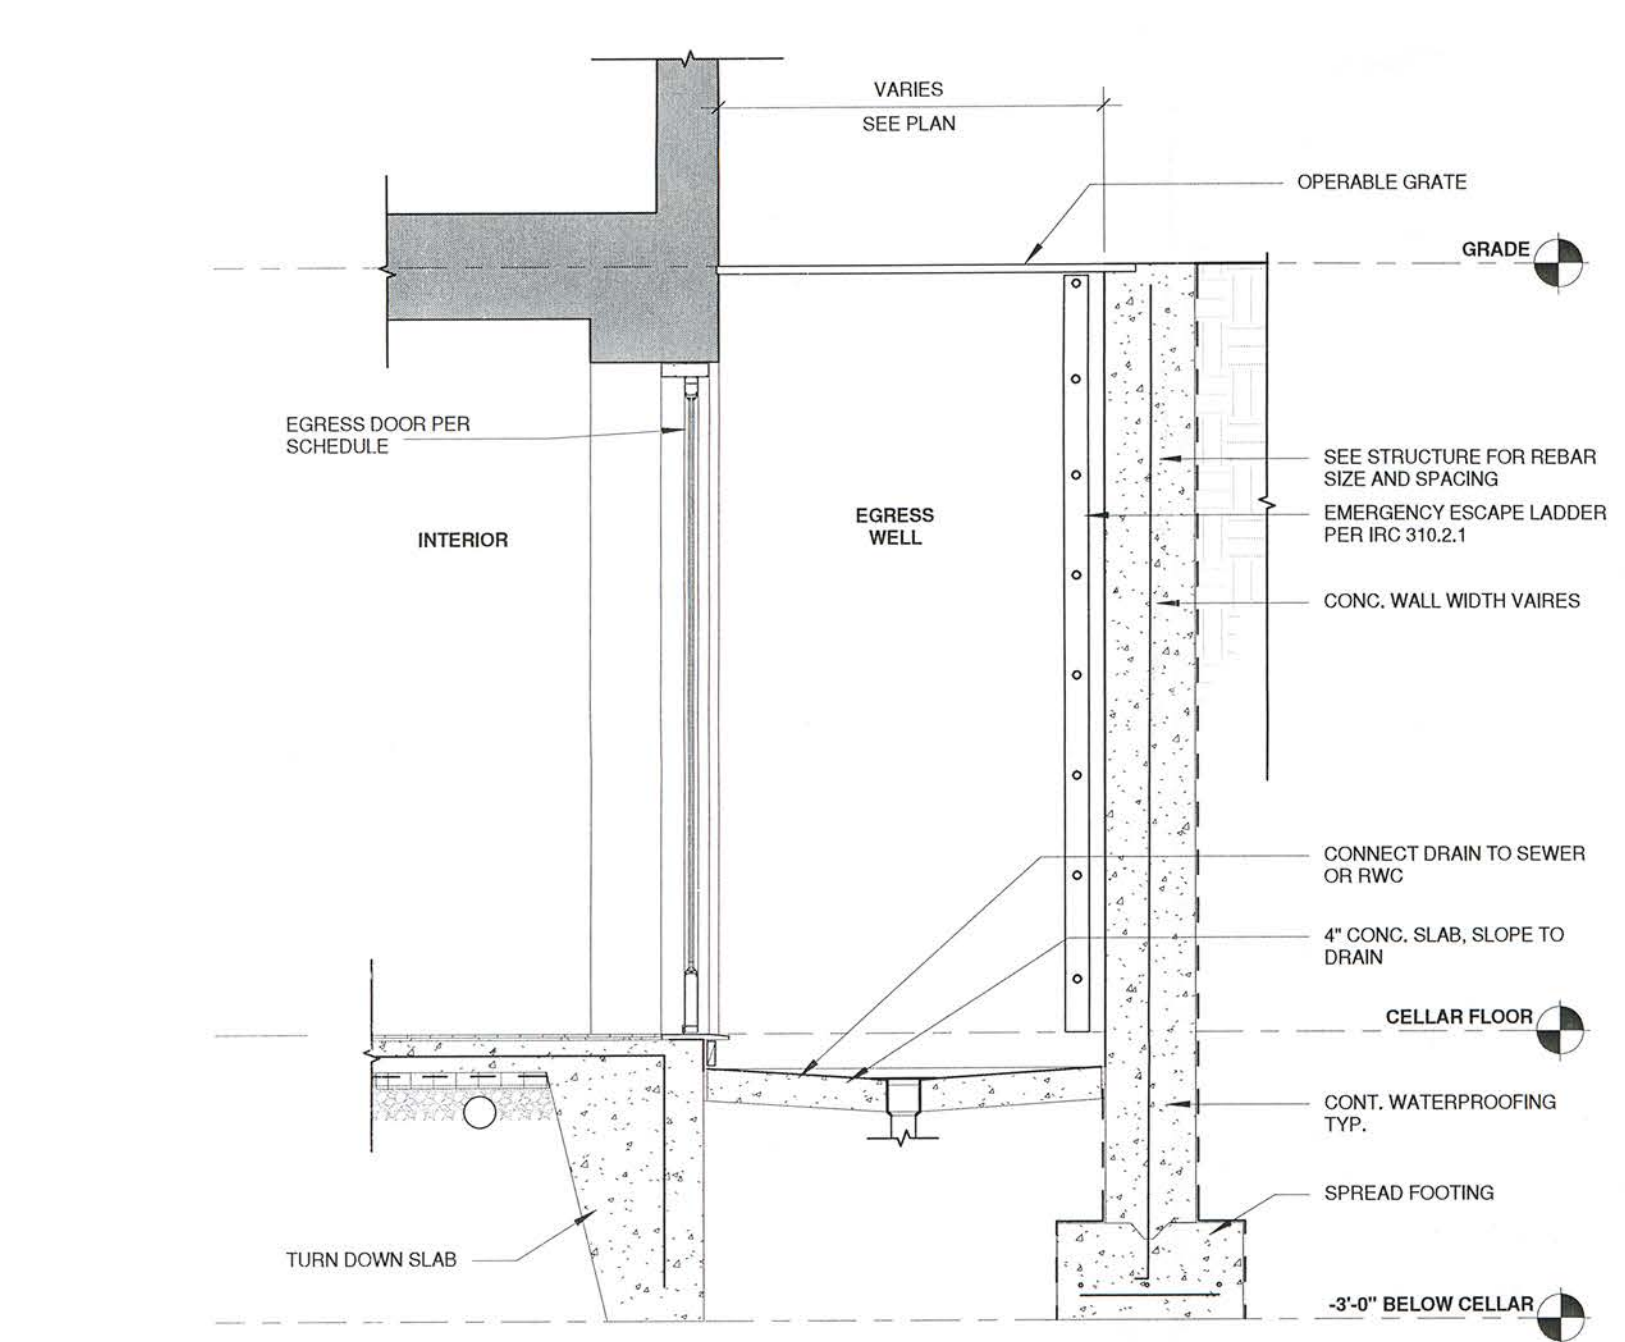 VARIES
SEE PLAN
OPERABLE GRATE
GRADE
EGRESS DOOR PER
SCHEDULE
INTERIOR
EGRESS
WELL
SEE STRUCTURE FOR REBAR
SIZE AND SPACING
EMERGENCY ESCAPE LADDER
PER IRC 310.2.1
CONC. WALL WIDTH VAIRES
CONNECT DRAIN TO SEWER
OR RWC
4" CONC. SLAB, SLOPE TO
DRAIN
CELLAR FLOOR
CONT. WATERPROOFING
TYP.
SPREAD FOOTING
TURN DOWN SLAB
-3'-0" BELOW CELLAR